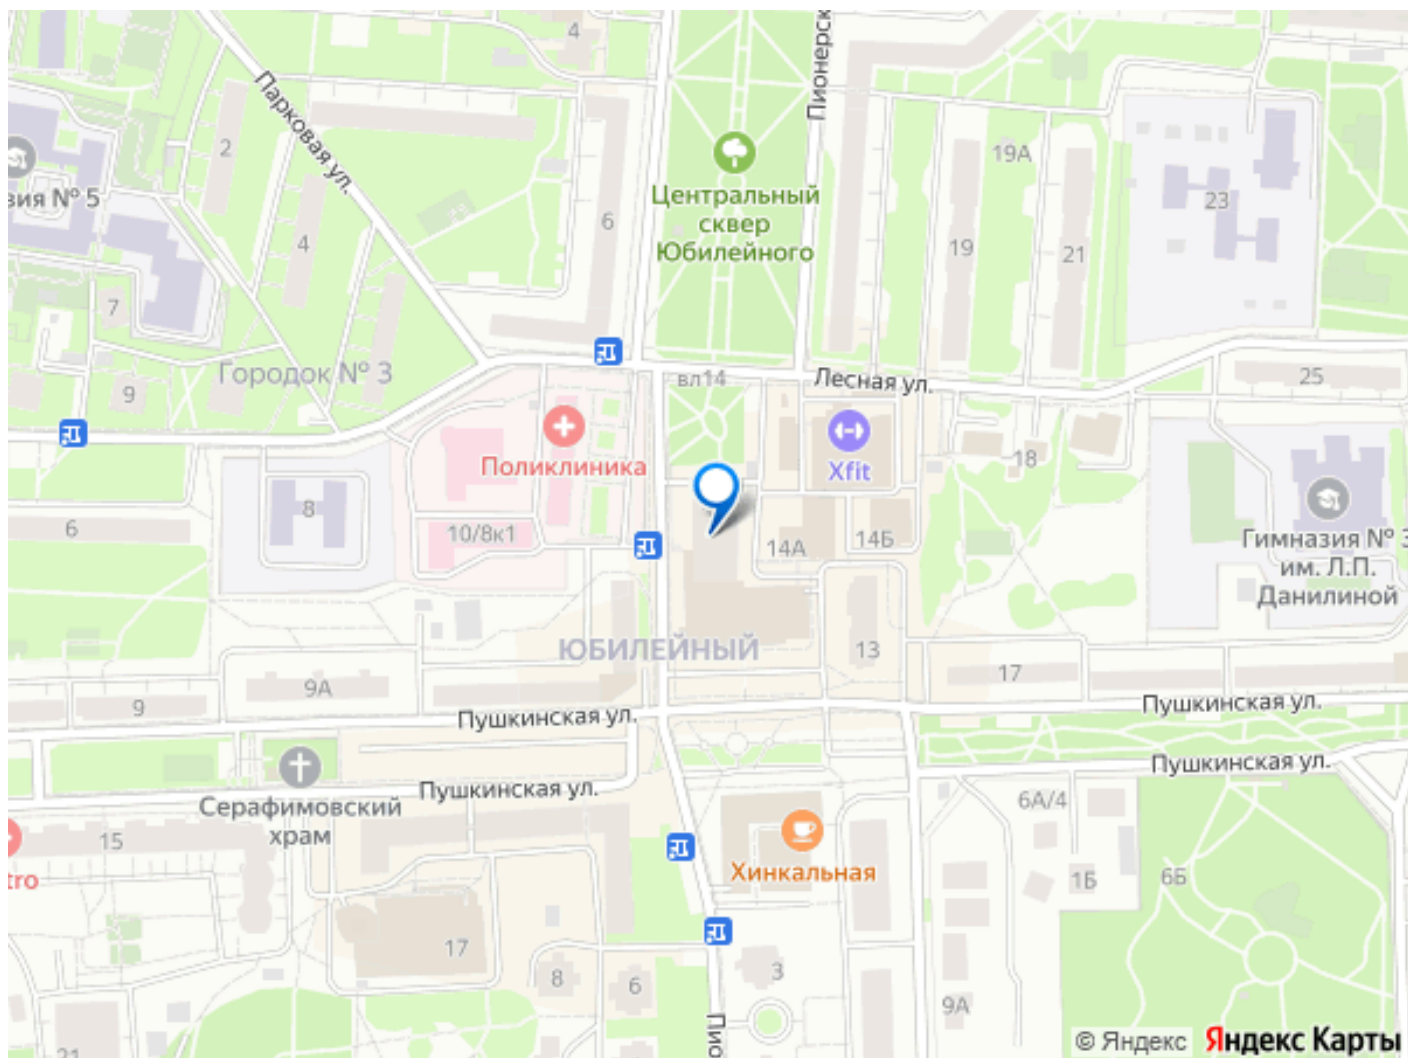 4
Пионерск
Парковая ул.
2
19А
зия № 5
Центральный
сквер
Юбилейного
23
6
4
19
21
7
Городок № 3
вл14
Лесная ул.
25
9
Поликлиника
Xfit
18
8
6
10/8к1
14А
14Б
Гимназия № 3
им. Л.П.
Данилиной
ЮБИЛЕЙНЫЙ
13
17
9А
9
Пушкинская ул.
Пушкинская ул.
Пушкинская ул.
Пушкинская ул.
Серафимовский
храм
6А/4
15
tro
Хинкальная
1Б
6Б
17
3
8
6
9А
Пио
21
© Яндекс
Яндекс Карты